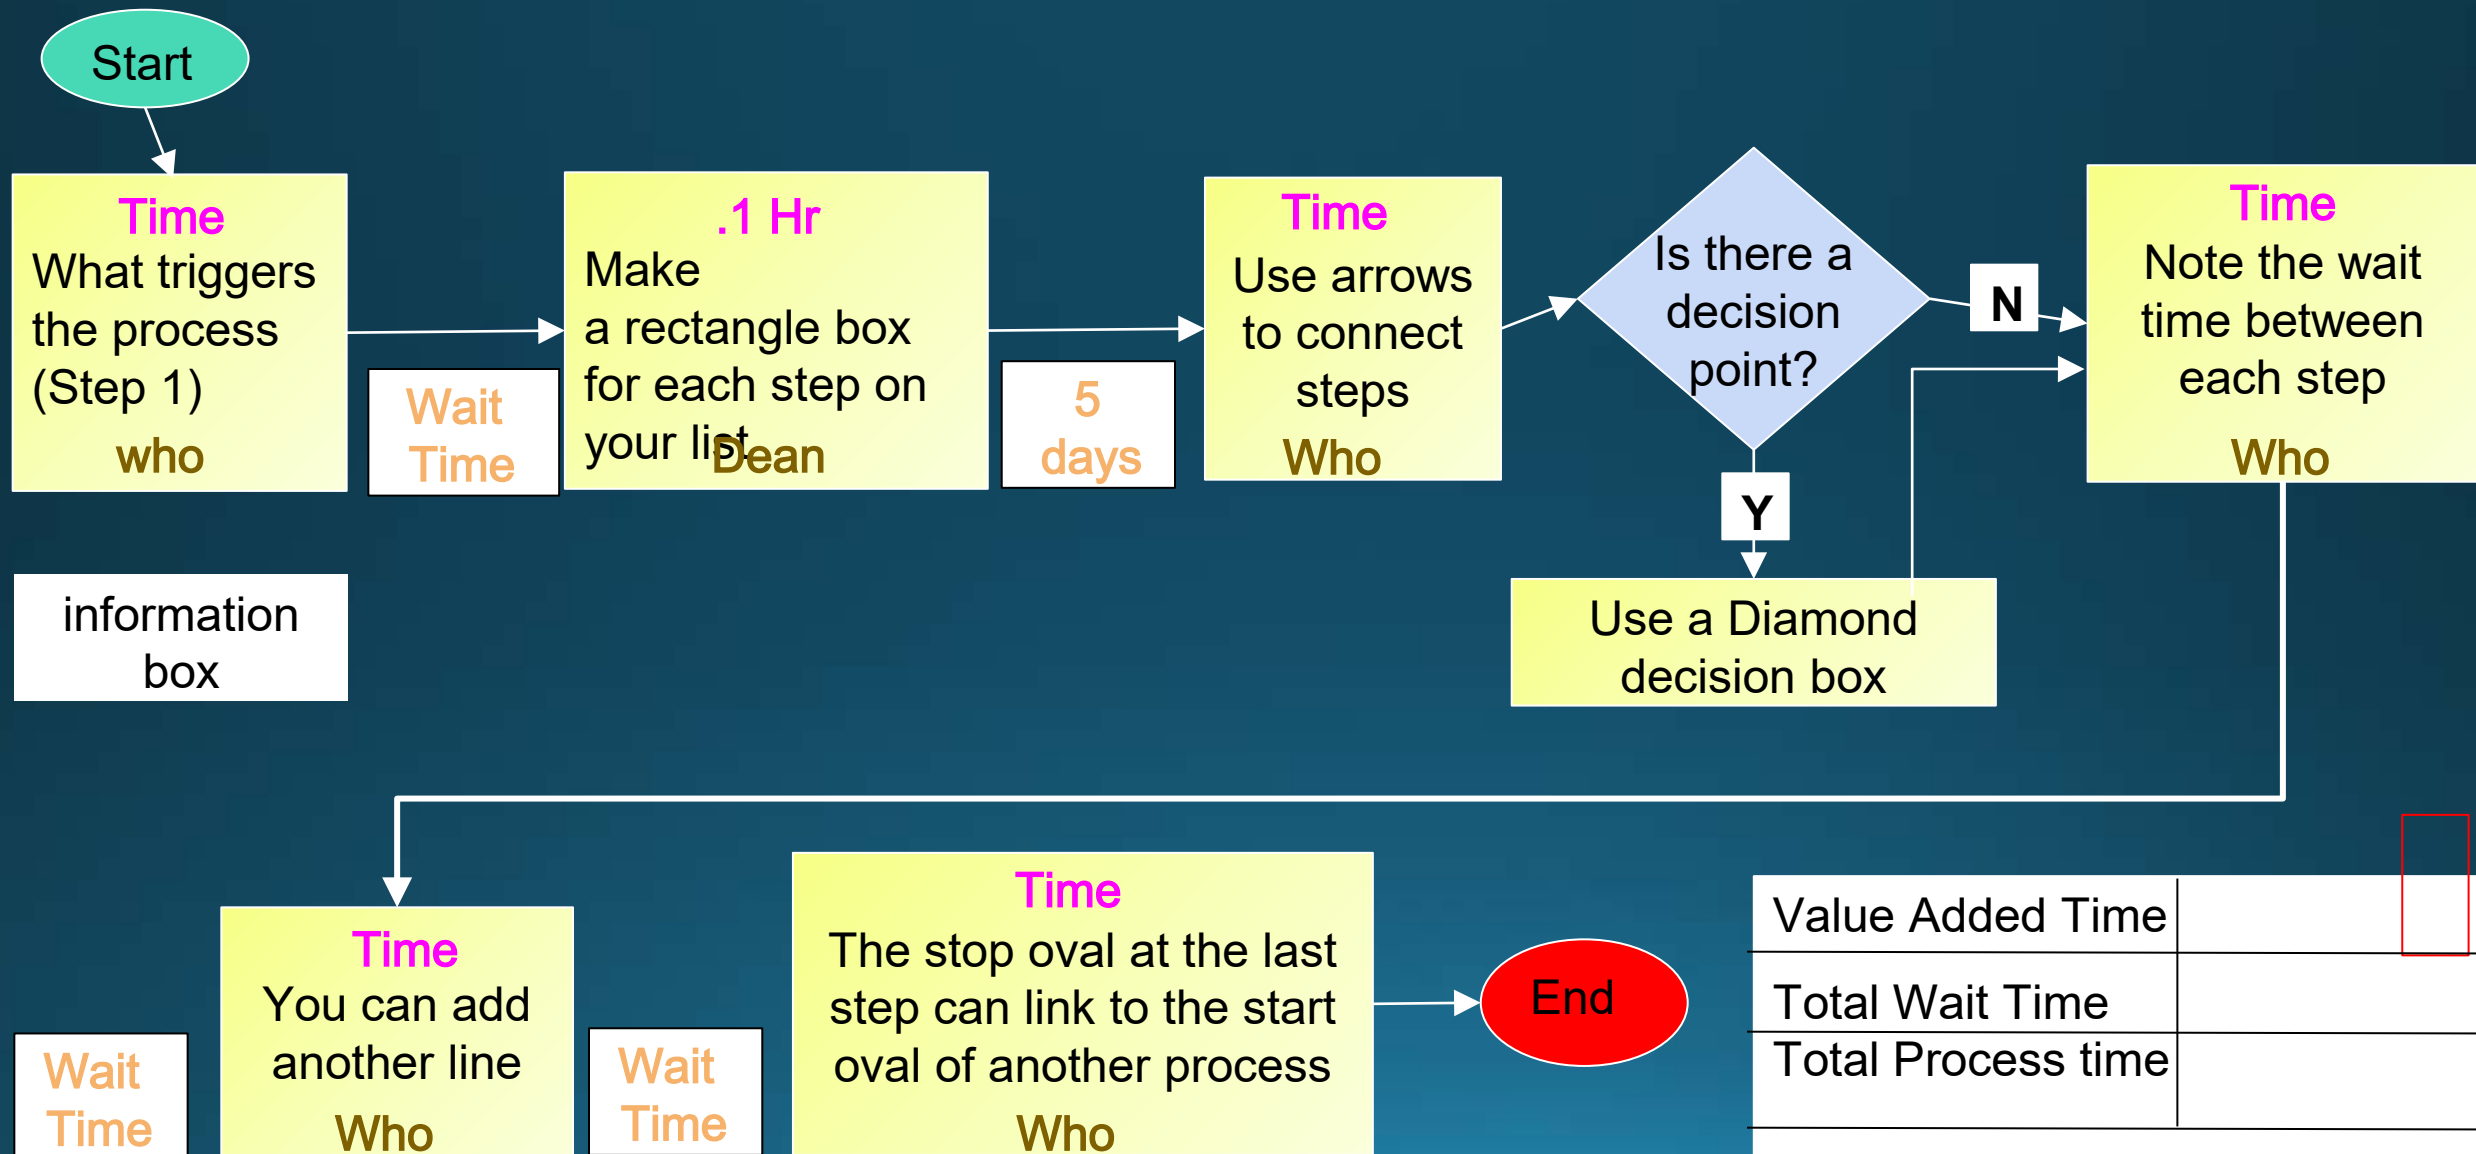 Start
Time
What triggers
the process
(Step 1)
who
Wait
Time
.1 Hr
Make
a rectangle box
for each step on
your list
Dean
5
days
Time
Use arrows
to connect
steps
Who
Is there a
decision
point?
N
Y
Use a Diamond
decision box
Time
Note the wait
time between
each step
Who
information
box
Wait
Time
Time
You can add
another line
Who
Wait
Time
Time
The stop oval at the last
step can link to the start
oval of another process
Who
End
Value Added Time
Total Wait Time
Total Process time